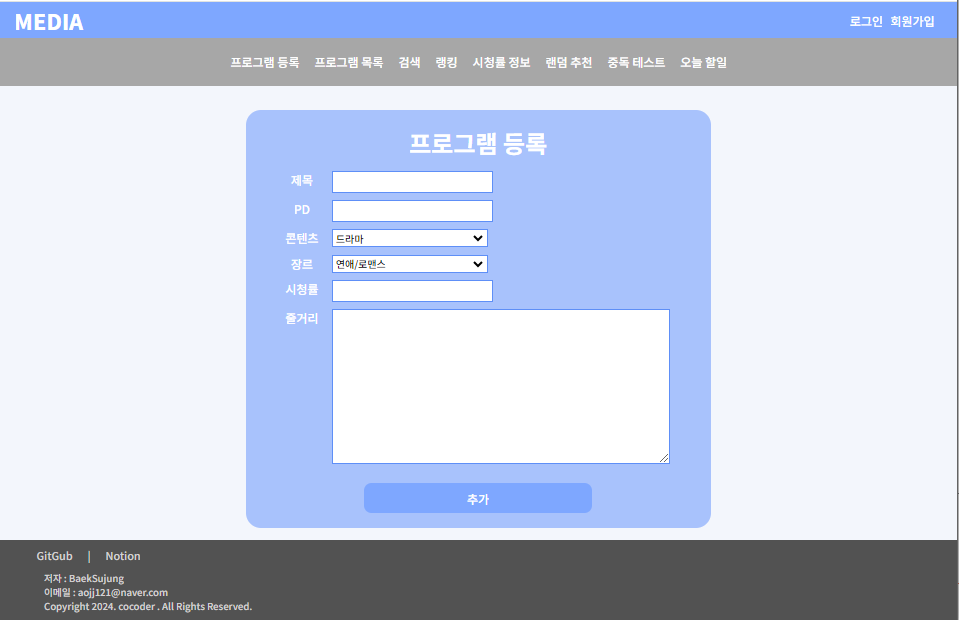 MEDIA
로그인 회원가입
프로그램 등록 프로그램 목록 검색 랭킹 시청률 정보 랜덤 추천 중독 테스트 오늘 할일
프로그램 등록
제목
PD
콘텐츠 드라마
장르 연애/로맨스
시청률
줄거리
추가
GitGub | Notion
저자 : BaekSujung
이메일 : aojj121@naver.com
Copyright 2024. cocoder . All Rights Reserved.